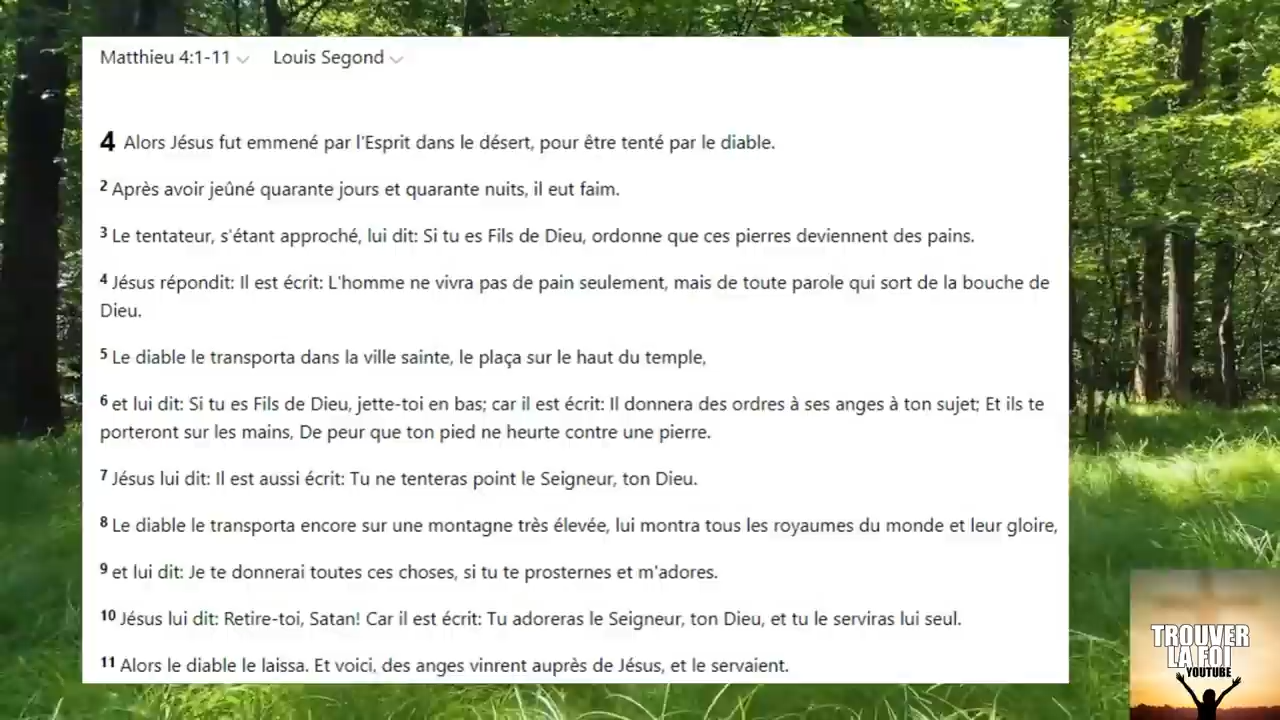 Matthieu 4:1-11 Louis Segond
4 Alors Jésus fut emmené par l'Esprit dans le désert, pour être tenté par le diable.
2 Après avoir jeûné quarante jours et quarante nuits, il eut faim.
3 Le tentateur, s'étant approché, lui dit: Si tu es Fils de Dieu, ordonne que ces pierres deviennent des pains.
4 Jésus répondit: Il est écrit: L'homme ne vivra pas de pain seulement, mais de toute parole qui sort de la bouche de
Dieu.
5 Le diable le transporta dans la ville sainte, le plaça sur le haut du temple,
6 et lui dit: Si tu es Fils de Dieu, jette-toi en bas; car il est écrit: Il donnera des ordres à ses anges à ton sujet; Et ils te
porteront sur les mains, De peur que ton pied ne heurte contre une pierre.
7 Jésus lui dit: Il est aussi écrit: Tu ne tenteras point le Seigneur, ton Dieu.
8 Le diable le transporta encore sur une montagne très élevée, lui montra tous les royaumes du monde et leur gloire,
9 et lui dit: Je te donnerai toutes ces choses, si tu te prosternes et m'adores.
10 Jésus lui dit: Retire-toi, Satan! Car il est écrit: Tu adoreras le Seigneur, ton Dieu, et tu le serviras lui seul.
11 Alors le diable le laissa. Et voici, des anges vinrent auprès de Jésus, et le servaient.
TROUVER
LA FOI
YOUTUBE